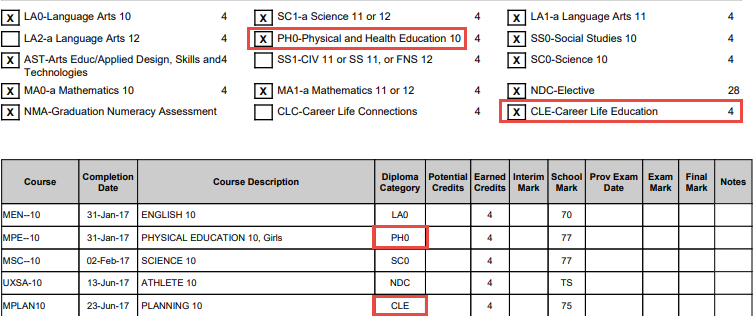 X LA0-Language Arts 10 4 X SC1-a Science 11 or 12 4 X LA1-a Language Arts 11 4
LA2-a Language Arts 12 4 X PH0-Physical and Health Education 10 4 X SS0-Social Studies 10 4
X AST-Arts Educ/Applied Design, Skills and 4 SS1-CIV 11 or SS 11, or FNS 12 4 X SC0-Science 10 4
Technologies
X MA0-a Mathematics 10 4 X MA1-a Mathematics 11 or 12 4 X NDC-Elective 28
X NMA-Graduation Numeracy Assessment CLC-Career Life Connections 4 X CLE-Career Life Education 4
Course Completion Date Course Description Diploma Category Potential Credits Earned Credits Interim Mark School Mark Prov Exam Date Exam Mark Final Mark Notes
MEN--10 31-Jan-17 ENGLISH 10 LA0 4 70
MPE--10 31-Jan-17 PHYSICAL EDUCATION 10, Girls PH0 4 77
MSC--10 02-Feb-17 SCIENCE 10 SC0 4 77
UXSA-10 13-Jun-17 ATHLETE 10 NDC 4 TS
MPLAN10 23-Jun-17 PLANNING 10 CLE 4 75